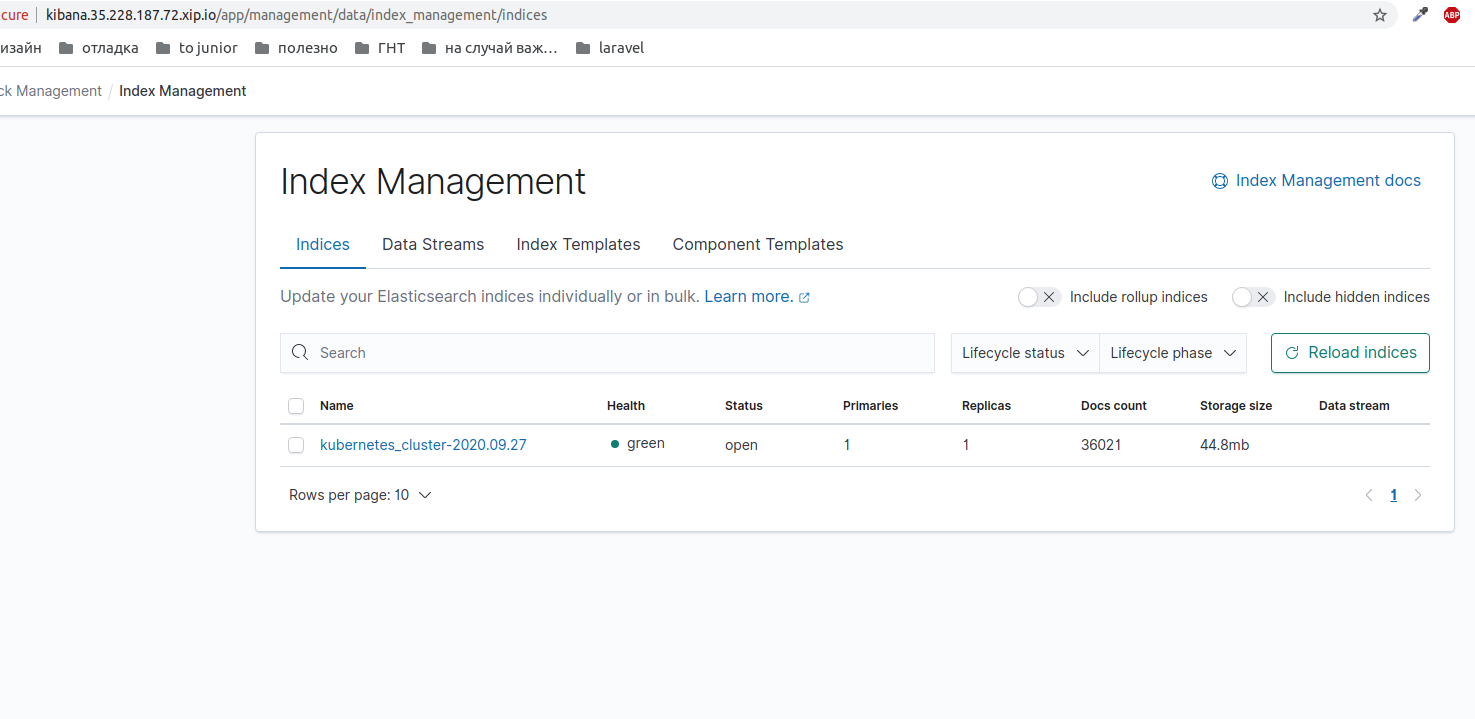 cure kibana.35.228.187.72.xip.io/app/management/data/index_management/indices ABP
изайн отладка to junior полезно ГНТ на случайваж… laravel
ck Management / Index Management
Index Management Index Management docs
Indices Data Streams Index Templates Component Templates
Update your Elasticsearch indices individually or in bulk. Learn more. Include rollup indices Include hidden indices
Search Lifecycle status Lifecycle phase Reload indices
Name Health Status Primaries Replicas Docs count Storage size Data stream
kubernetes_cluster-2020.09.27 green open 1 1 36021 44.8mb
Rows per page: 10 1